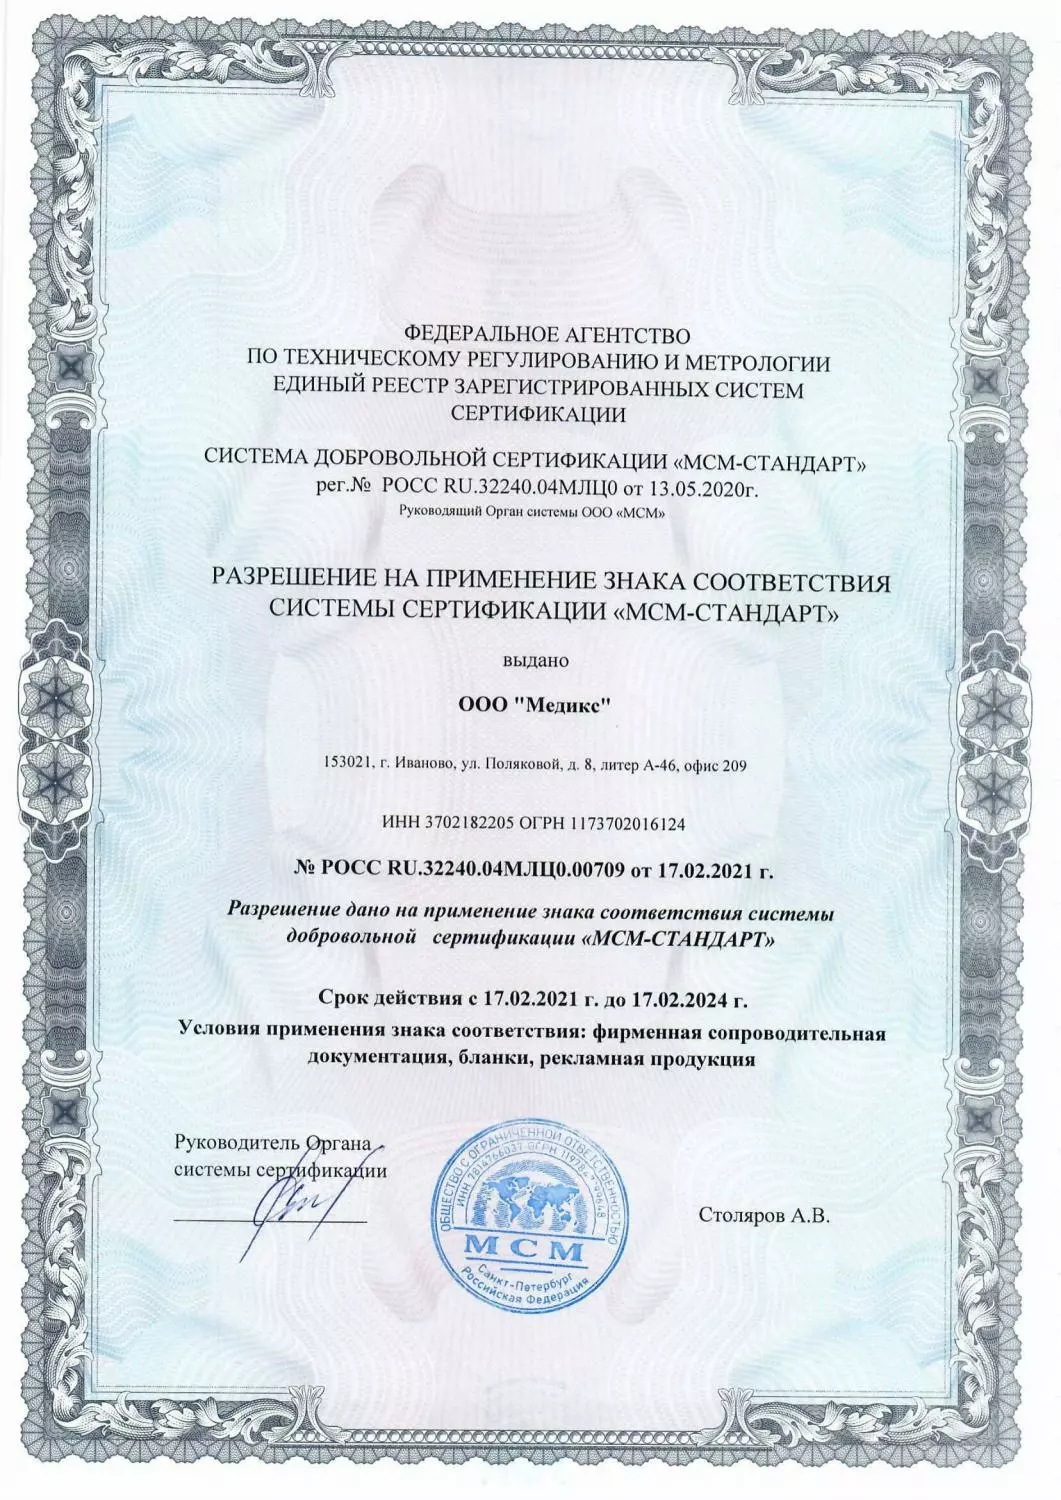 ФЕДЕРАЛЬНОЕ АГЕНТСТВО
ПО ТЕХНИЧЕСКОМУ РЕГУЛИРОВАНИЮ И МЕТРОЛОГИИ
ЕДИНЫЙ РЕЕСТР ЗАРЕГИСТРИРОВАННЫХ СИСТЕМ
СЕРТИФИКАЦИИ
СИСТЕМА ДОБРОВОЛЬНОЙ СЕРТИФИКАЦИИ «МСМ-СТАНДАРТ»
рег.№ РОСС RU.32240.04МЛЦ0 от 13.05.2020г.
Руководящий Орган системы ООО «МСМ»
РАЗРЕШЕНИЕ НА ПРИМЕНЕНИЕ ЗНАКА СООТВЕТСТВИЯ
СИСТЕМЫ СЕРТИФИКАЦИИ «МСМ-СТАНДАРТ»
выдано
ООО "Медикс"
153021, г. Иваново, ул. Поляковой, д. 8, литер А-46, офис 209
ИНН 3702182205 ОГРН 1173702016124
№ РОСС RU.32240.04МЛЦ0.00709 от 17.02.2021 г.
Разрешение дано на применение знака соответствия системы
добровольной сертификации «МСМ-СТАНДАРТ»
Срок действия с 17.02.2021 г. до 17.02.2024 г.
Условия применения знака соответствия: фирменная сопроводительная
документация, бланки, рекламная продукция
Руководитель Органа
системы сертификации
Столяров А.В.
ОБЩЕСТВО С ОГРАНИЧЕННОЙ ОТВЕТСТВЕННОСТЬЮ
ИНН 7814766037 ОГРН
МСМ
Санкт-Петербург
Российская Федерация